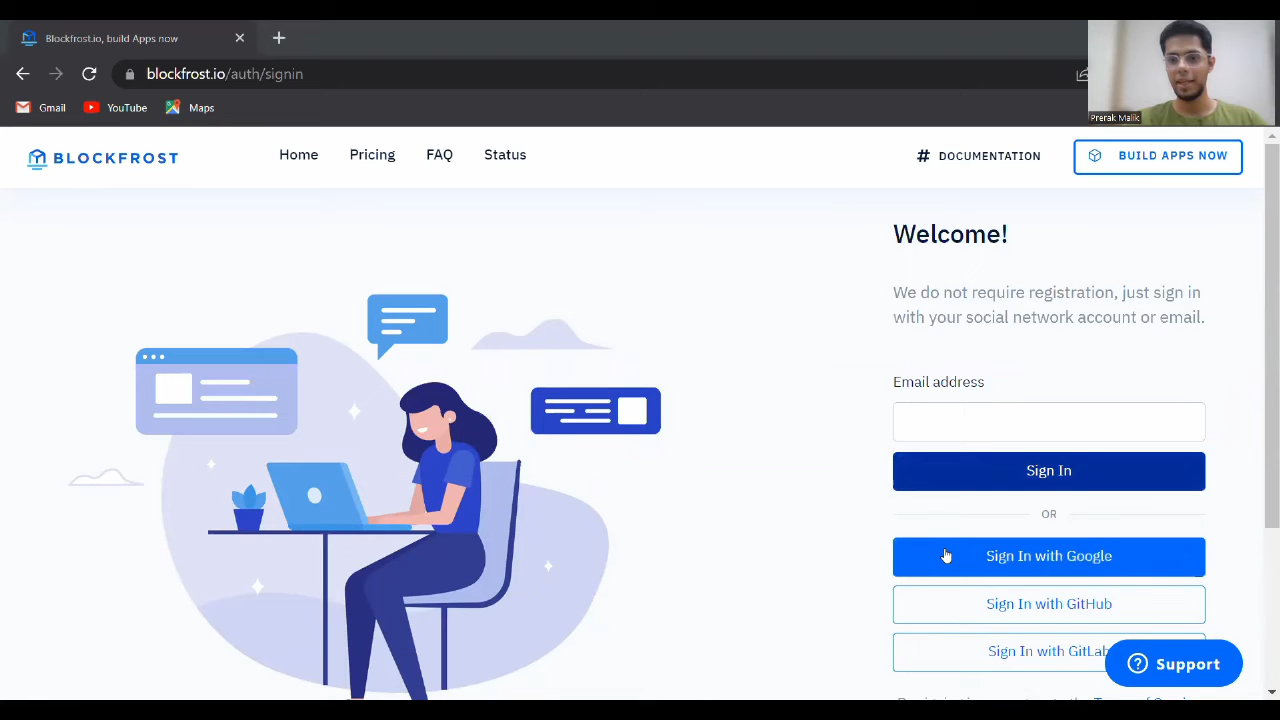 Blockfrost.io, build Apps now
blockfrost.io/auth/signin
Gmail YouTube Maps
Prerak Malik
BLOCKFROST Home Pricing FAQ Status # DOCUMENTATION BUILD APPS NOW
Welcome!
We do not require registration, just sign in
with your social network account or email.
Email address
Sign In
OR
Sign In with Google
Sign In with GitHub
Sign In with GitLab
Support